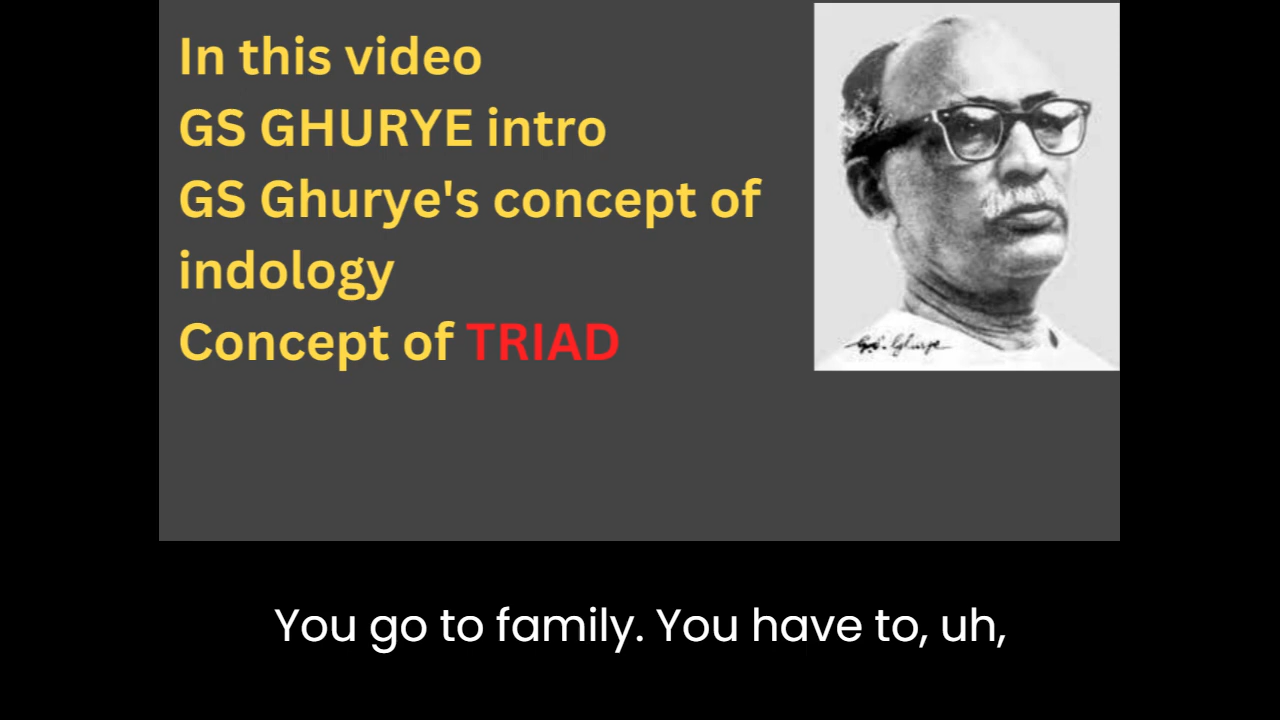 In this video
GS GHURYE intro
GS Ghurye's concept of
indology
Concept of TRIAD
G.S. Ghurye
You go to family. You have to, uh,